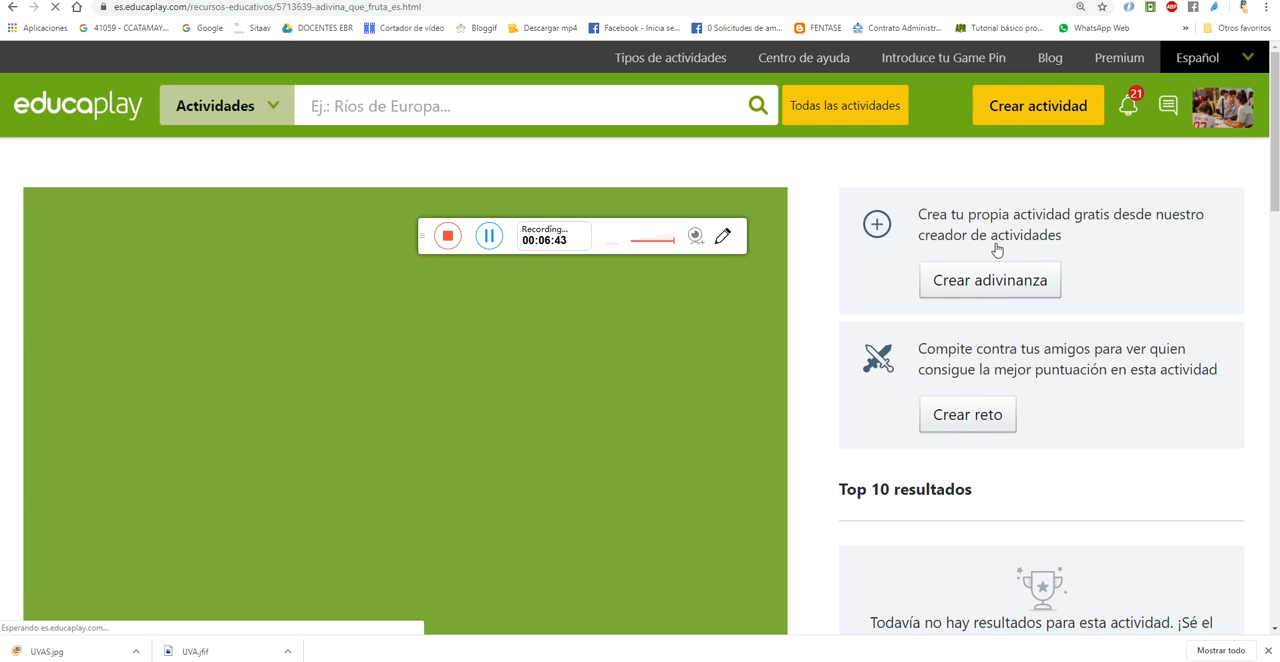 es.educaplay.com/recursos-educativos/5713639-adivina_que_fruta_es.html
Aplicaciones 41059 - CCATAMAY... Google Sitaav DOCENTES EBR Cortador de vídeo Bloggif Descargar mp4 Facebook - Inicia se... 0 Solicitudes de am... FENTASE Contrato Administr... Tutorial básico pro... WhatsApp Web » Otros favoritos
Tipos de actividades Centro de ayuda Introduce tu Game Pin Blog Premium Español
educaplay Actividades Ej.: Ríos de Europa... Todas las actividades Crear actividad 21
Crea tu propia actividad gratis desde nuestro
creador de actividades
Crear adivinanza
Recording...
00:06:43
Compite contra tus amigos para ver quien
consigue la mejor puntuación en esta actividad
Crear reto
Top 10 resultados
Todavía no hay resultados para esta actividad. ¡Sé el
Esperando es.educaplay.com...
UVAS.jpg UVA.jfif Mostrar todo